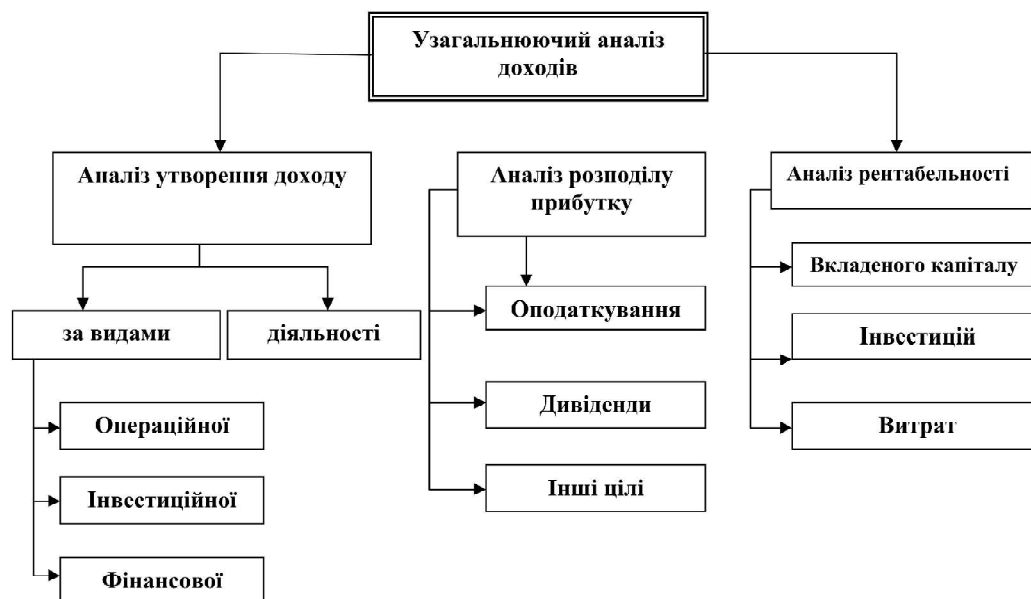 Узагальнюючий аналіз
доходів
Аналіз утворення доходу
Аналіз розподілу
прибутку
Аналіз рентабельності
за видами
діяльності
Операційної
Інвестиційної
Фінансової
Оподаткування
Дивіденди
Інші цілі
Вкладеного капіталу
Інвестицій
Витрат